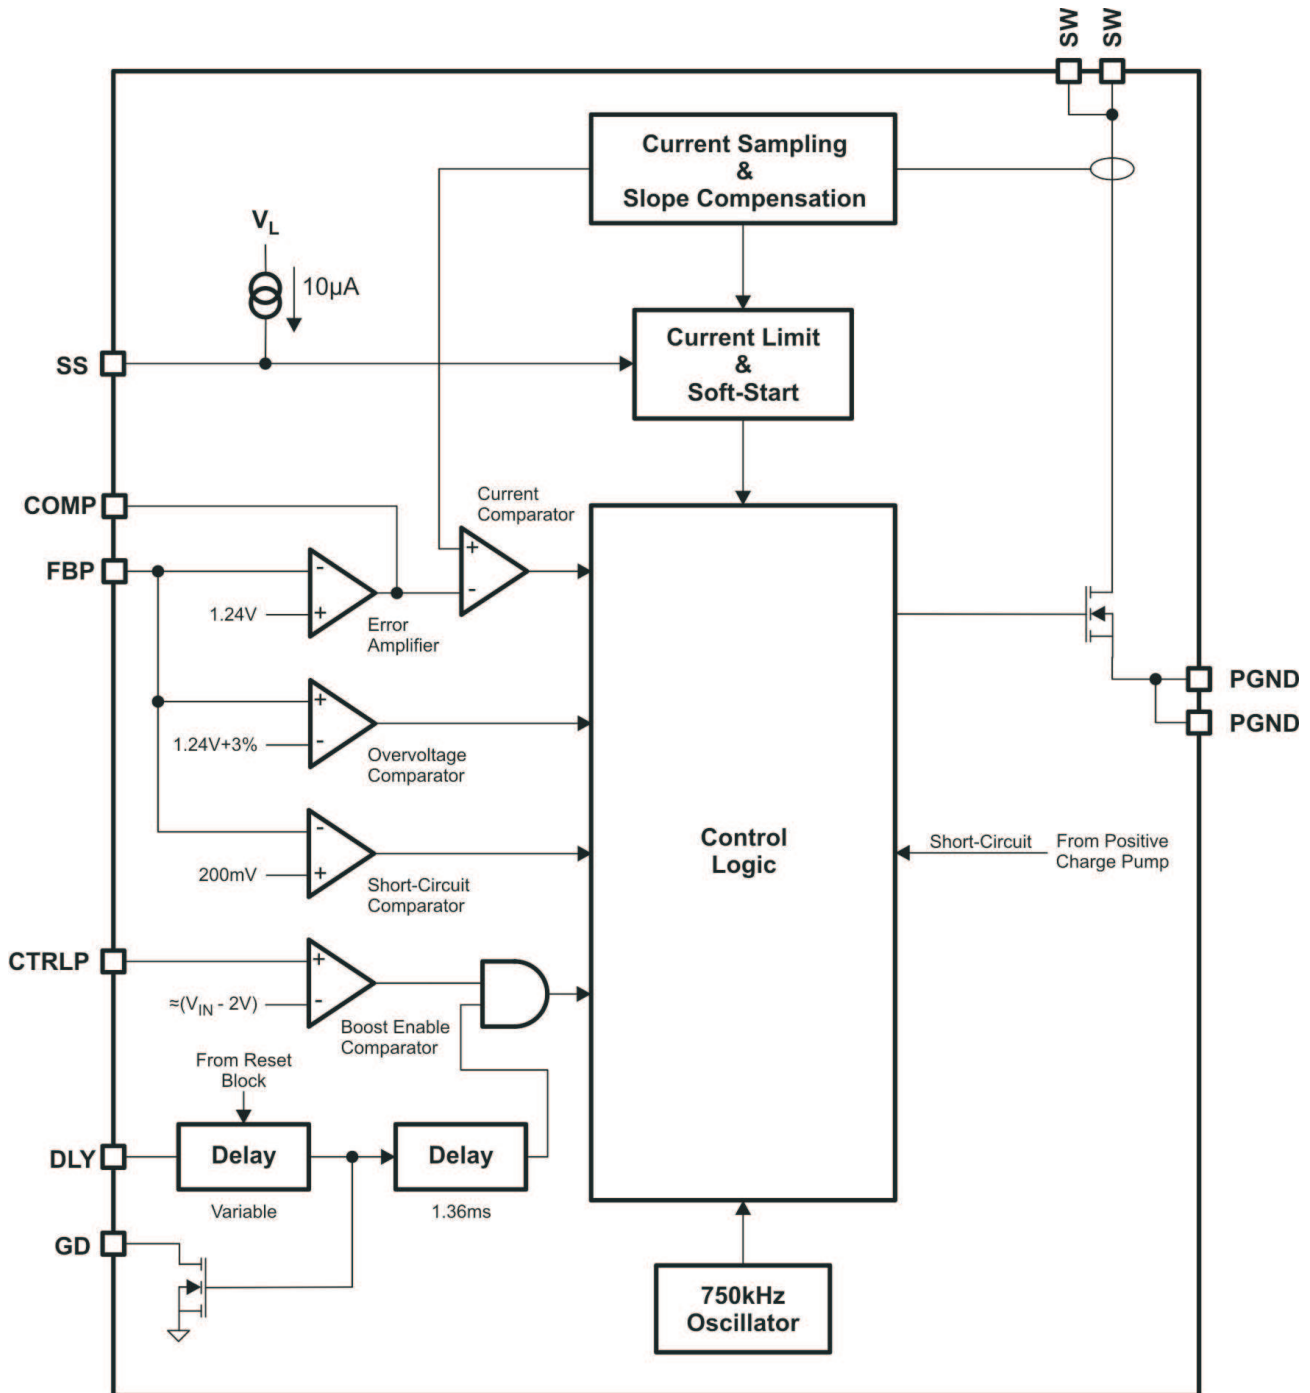 SW
SW
Current Sampling
&
Slope Compensation
VL
10µA
Current Limit
&
Soft-Start
SS
COMP
Current
Comparator
FBP
-
+
+
-
1.24V
Error
Amplifier
+
-
1.24V+3%
Overvoltage
Comparator
PGND
PGND
-
+
200mV
Short-Circuit
Comparator
Control
Logic
Short-Circuit
From Positive
Charge Pump
CTRLP
+
-
≈(VIN - 2V)
Boost Enable
Comparator
From Reset
Block
DLY
Delay
Delay
Variable
1.36ms
GD
750kHz
Oscillator